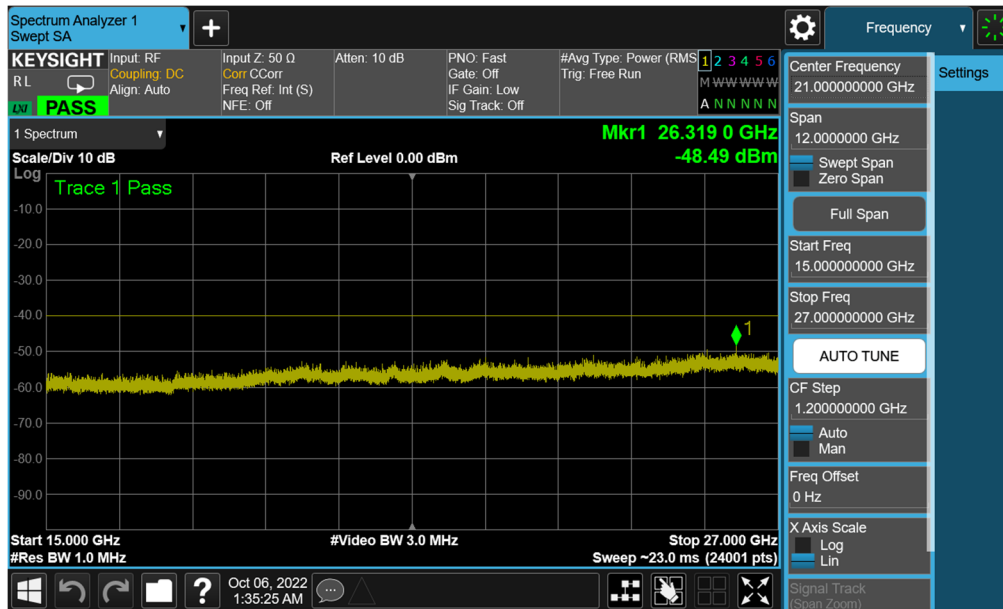 Spectrum Analyzer 1
Swept SA
Frequency
KEYSIGHT
R L
LXI
PASS
Input: RF
Coupling: DC
Align: Auto
Input Z: 50 Ω
Corr CCorr
Freq Ref: Int (S)
NFE: Off
Atten: 10 dB
PNO: Fast
Gate: Off
IF Gain: Low
Sig Track: Off
#Avg Type: Power (RMS
Trig: Free Run
1 2 3 4 5 6
M W W W W W
A N N N N N
1 Spectrum
Mkr1 26.319 0 GHz
Scale/Div 10 dB
Ref Level 0.00 dBm
-48.49 dBm
Log
Trace 1 Pass
-10.0
-20.0
-30.0
-40.0
1
-50.0
-60.0
-70.0
-80.0
-90.0
Start 15.000 GHz
#Video BW 3.0 MHz
Stop 27.000 GHz
#Res BW 1.0 MHz
Sweep ~23.0 ms (24001 pts)
?
Oct 06, 2022
1:35:25 AM
Center Frequency
21.000000000 GHz
Settings
Span
12.0000000 GHz
Swept Span
Zero Span
Full Span
Start Freq
15.000000000 GHz
Stop Freq
27.000000000 GHz
AUTO TUNE
CF Step
1.200000000 GHz
Auto
Man
Freq Offset
0 Hz
X Axis Scale
Log
Lin
Signal Track
(Span Zoom)